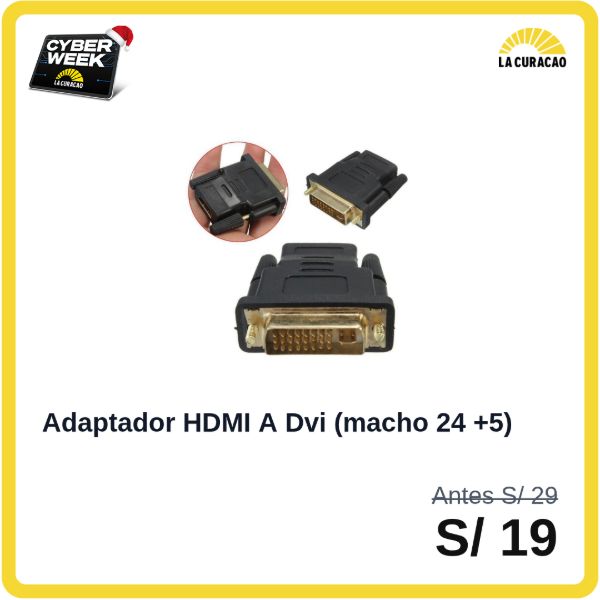 CYBER
WEEK
LA CURACAO
LA CURACAO
Adaptador HDMI A Dvi (macho 24 +5)
Antes S/ 29
S/ 19